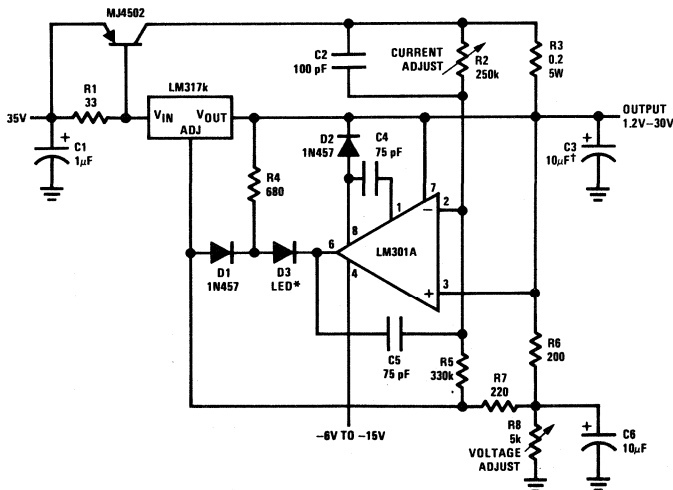 MJ4502
C2
100 pF
CURRENT
ADJUST
R2
250k
R3
0.2
5W
R1
33
LM317k
35V
VIN
VOUT
ADJ
OUTPUT
1.2V–30V
+
C1
1µF
D2
1N457
C4
75 pF
+
C3
10µF†
R4
680
1
7
2
–
8
6
LM301A
4
3
+
D1
1N457
D3
LED*
C5
75 pF
R5
330k
R6
200
R7
220
–6V TO –15V
R8
5k
VOLTAGE
ADJUST
+
C6
10µF